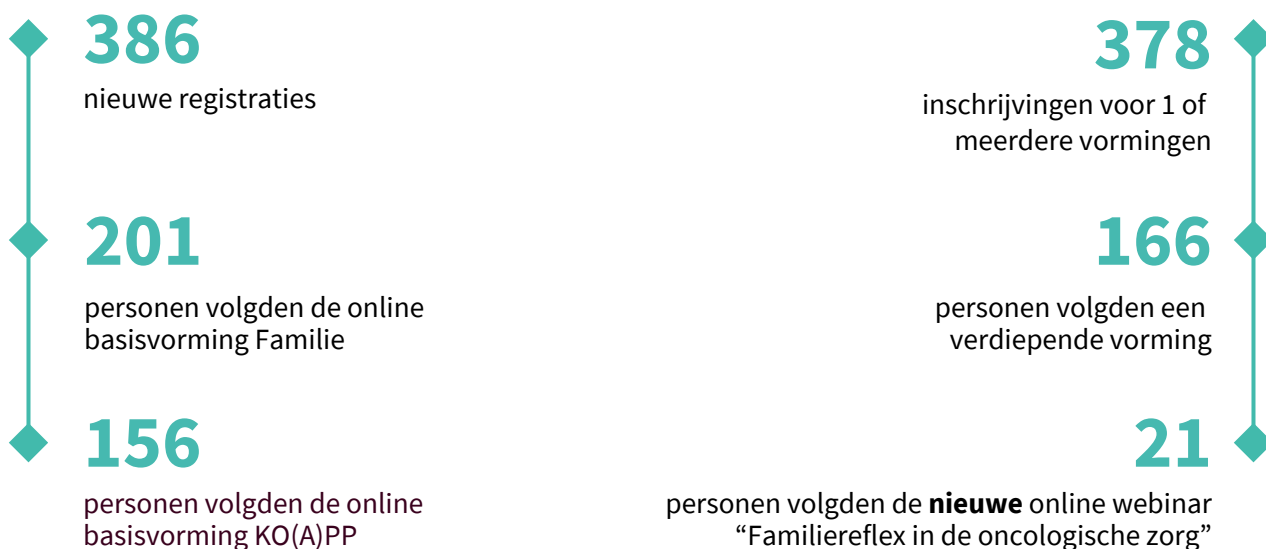 386
nieuwe registraties
201
personen volgden de online
basisvorming Familie
156
personen volgden de online
basisvorming KO(A)PP
378
inschrijvingen voor 1 of
meerdere vormingen
166
personen volgden een
verdiepende vorming
21
personen volgden de nieuwe online webinar
“Familiereflex in de oncologische zorg”